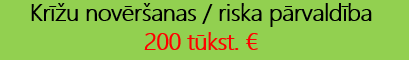 Krīžu novēršanas / riska pārvaldība
200 tūkst. €